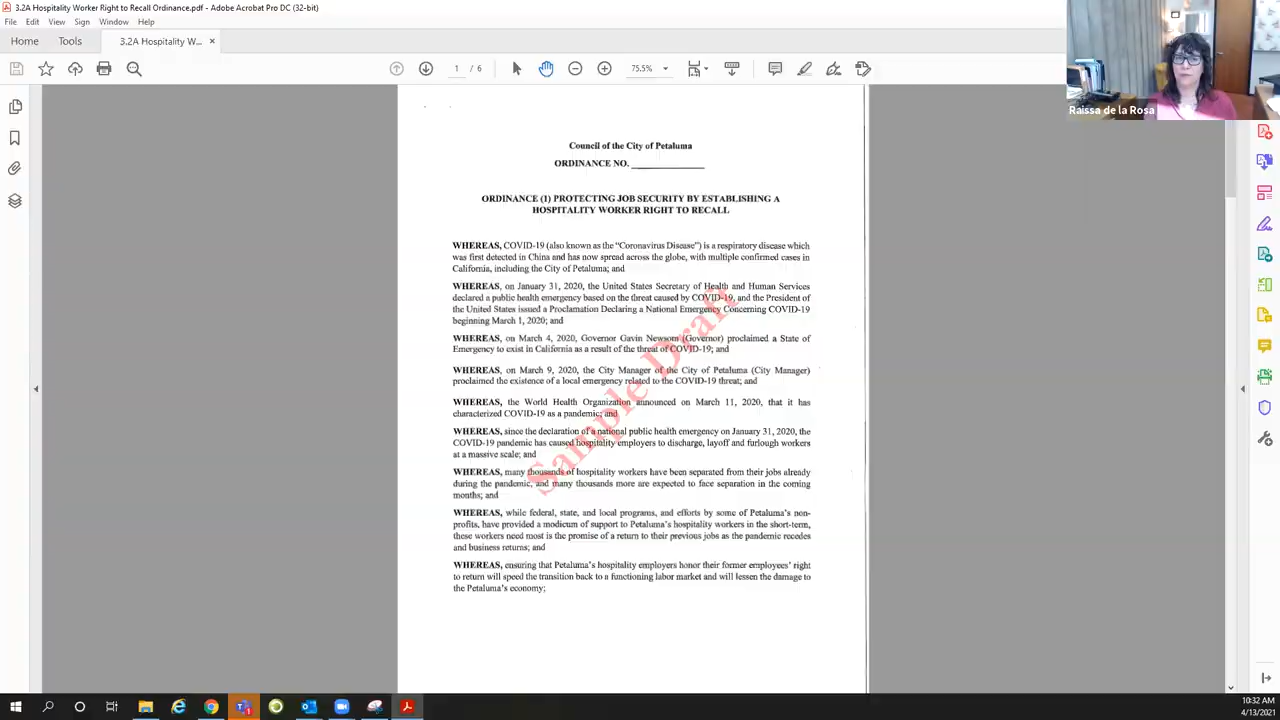 3.2A Hospitality Worker Right to Recall Ordinance.pdf - Adobe Acrobat Pro DC (32-bit)
File Edit View Sign Window Help
Home Tools 3.2A Hospitality W... ×
1 / 6 75.5%
Raissa de la Rosa
Council of the City of Petaluma
ORDINANCE NO.
ORDINANCE (1) PROTECTING JOB SECURITY BY ESTABLISHING A
HOSPITALITY WORKER RIGHT TO RECALL
WHEREAS, COVID-19 (also known as the “Coronavirus Disease”) is a respiratory disease which
was first detected in China and has now spread across the globe, with multiple confirmed cases in
California, including the City of Petaluma; and
WHEREAS, on January 31, 2020, the United States Secretary of Health and Human Services
declared a public health emergency based on the threat caused by COVID-19, and the President of
the United States issued a Proclamation Declaring a National Emergency Concerning COVID-19
beginning March 1, 2020; and
WHEREAS, on March 4, 2020, Governor Gavin Newsom (Governor) proclaimed a State of
Emergency to exist in California as a result of the threat of COVID-19; and
WHEREAS, on March 9, 2020, the City Manager of the City of Petaluma (City Manager)
proclaimed the existence of a local emergency related to the COVID-19 threat; and
WHEREAS, the World Health Organization announced on March 11, 2020, that it has
characterized COVID-19 as a pandemic; and
WHEREAS, since the declaration of a national public health emergency on January 31, 2020, the
COVID-19 pandemic has caused hospitality employers to discharge, layoff and furlough workers
at a massive scale; and
WHEREAS, many thousands of hospitality workers have been separated from their jobs already
during the pandemic, and many thousands more are expected to face separation in the coming
months; and
WHEREAS, while federal, state, and local programs, and efforts by some of Petaluma's non-
profits, have provided a modicum of support to Petaluma's hospitality workers in the short-term,
these workers need most is the promise of a return to their previous jobs as the pandemic recedes
and business returns; and
WHEREAS, ensuring that Petaluma's hospitality employers honor their former employees' right
to return will speed the transition back to a functioning labor market and will lessen the damage to
the Petaluma's economy;
Sample Draft
10:32 AM
4/13/2021